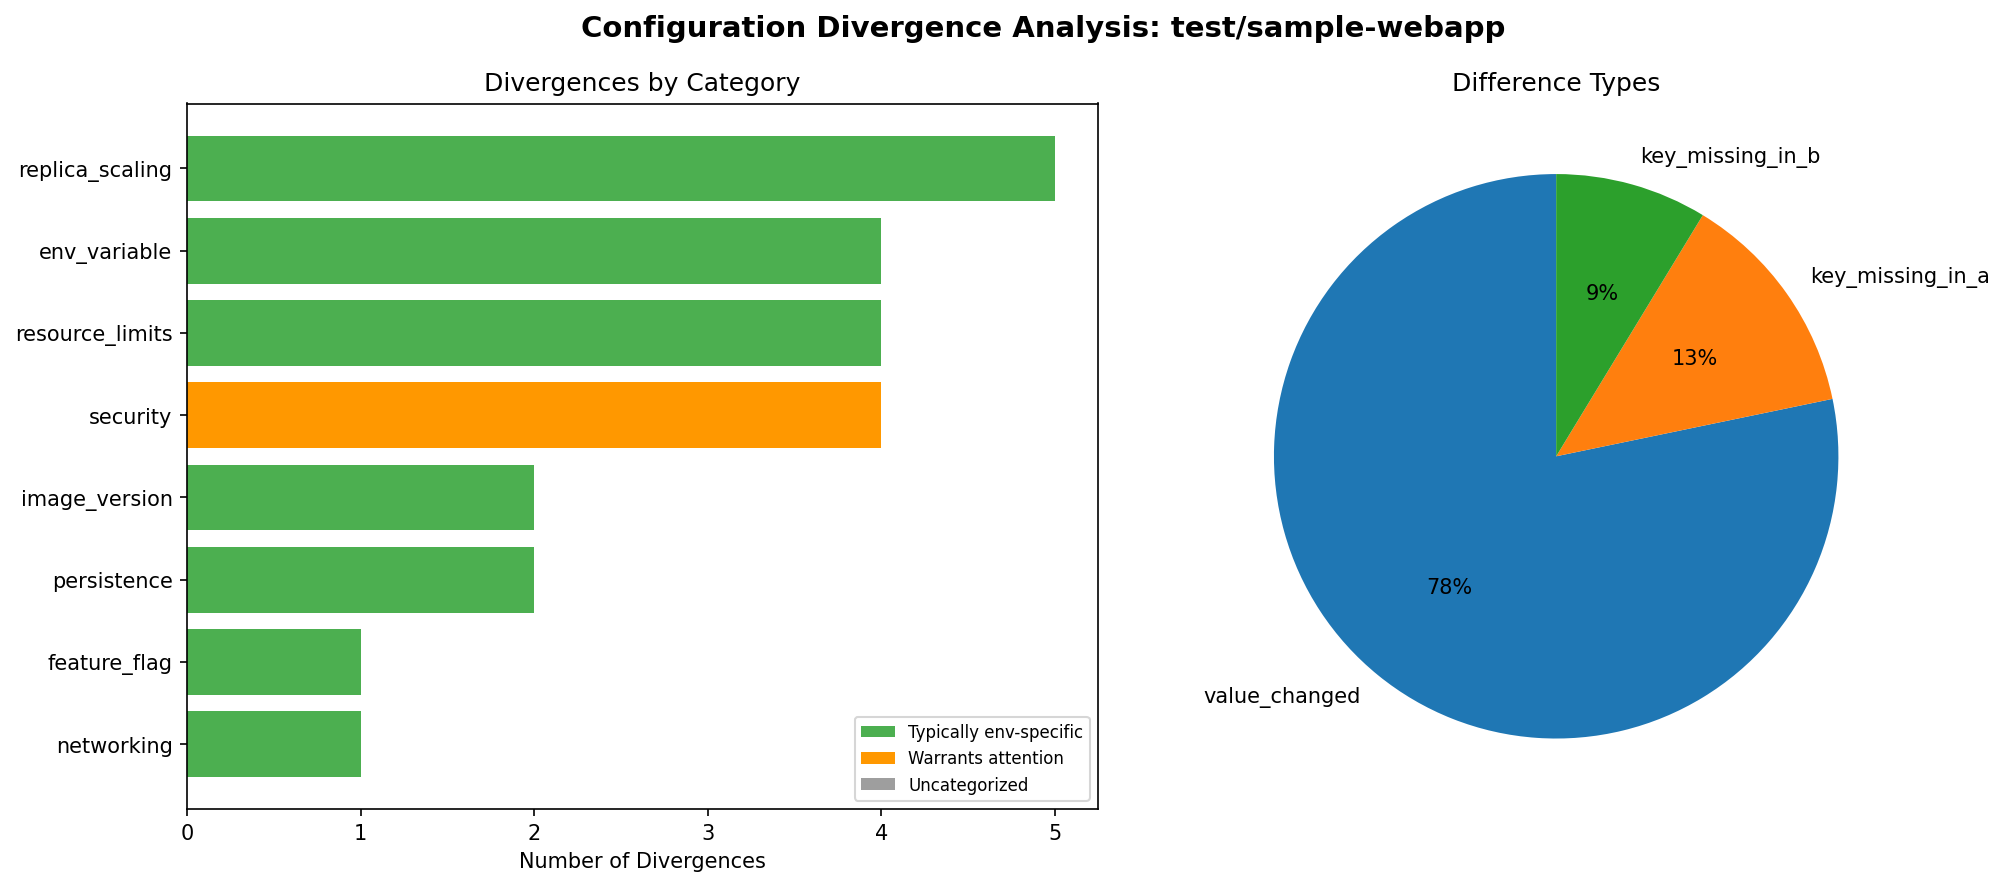 Configuration Divergence Analysis: test/sample-webapp
Divergences by Category
replica_scaling
env_variable
resource_limits
security
image_version
persistence
feature_flag
networking
Typically env-specific
Warrants attention
Uncategorized
0 1 2 3 4 5
Number of Divergences
Difference Types
key_missing_in_b
key_missing_in_a
9%
13%
78%
value_changed